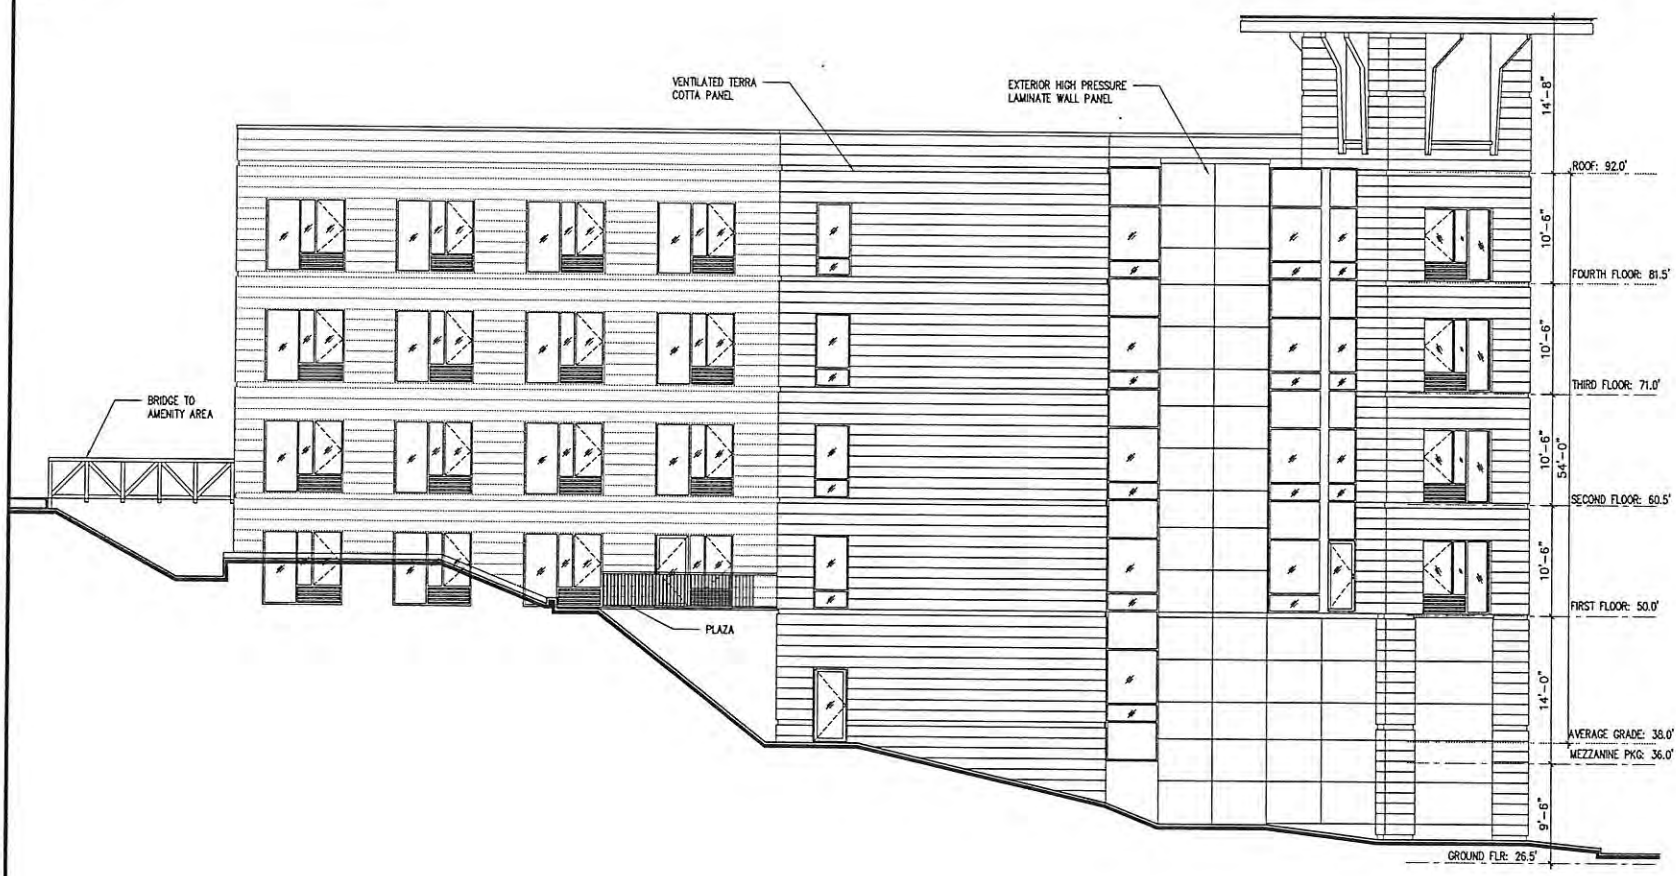 VENTILATED TERRA
COTTA PANEL
EXTERIOR HIGH PRESSURE
LAMINATE WALL PANEL
14'-8"
ROOF: 92.0'
10'-6"
FOURTH FLOOR: 81.5'
10'-6"
THIRD FLOOR: 71.0'
BRIDGE TO
AMENITY AREA
10'-6"
54'-0"
SECOND FLOOR: 60.5'
10'-6"
FIRST FLOOR: 50.0'
PLAZA
14'-0"
AVERAGE GRADE: 38.0'
MEZZANINE PKG: 36.0'
9'-6"
GROUND FLR: 26.5'